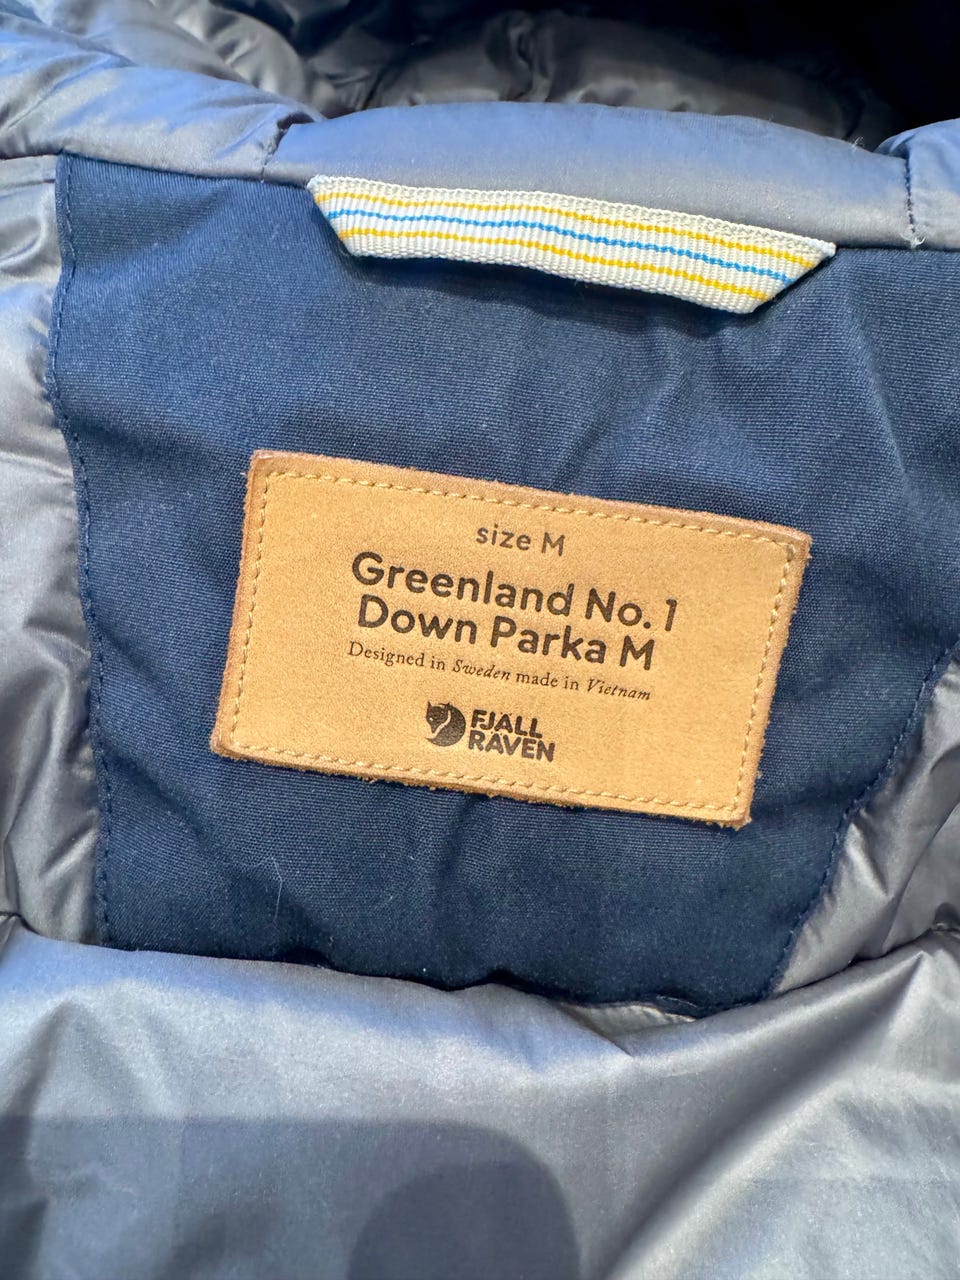 size M
Greenland No. 1
Down Parka M
Designed in Sweden made in Vietnam
FJALL
RAVEN